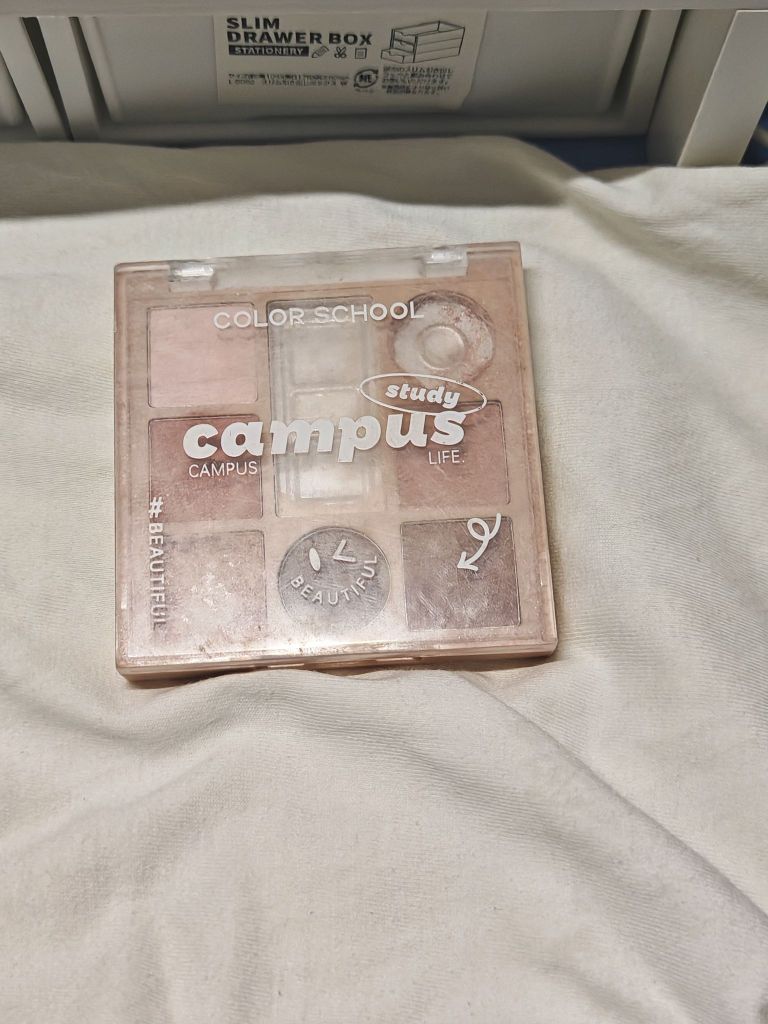 SLIM
DRAWER BOX
STATIONERY
COLOR SCHOOL
study
campus
CAMPUS
LIFE.
#BEAUTIFUL
BEAUTIFUL